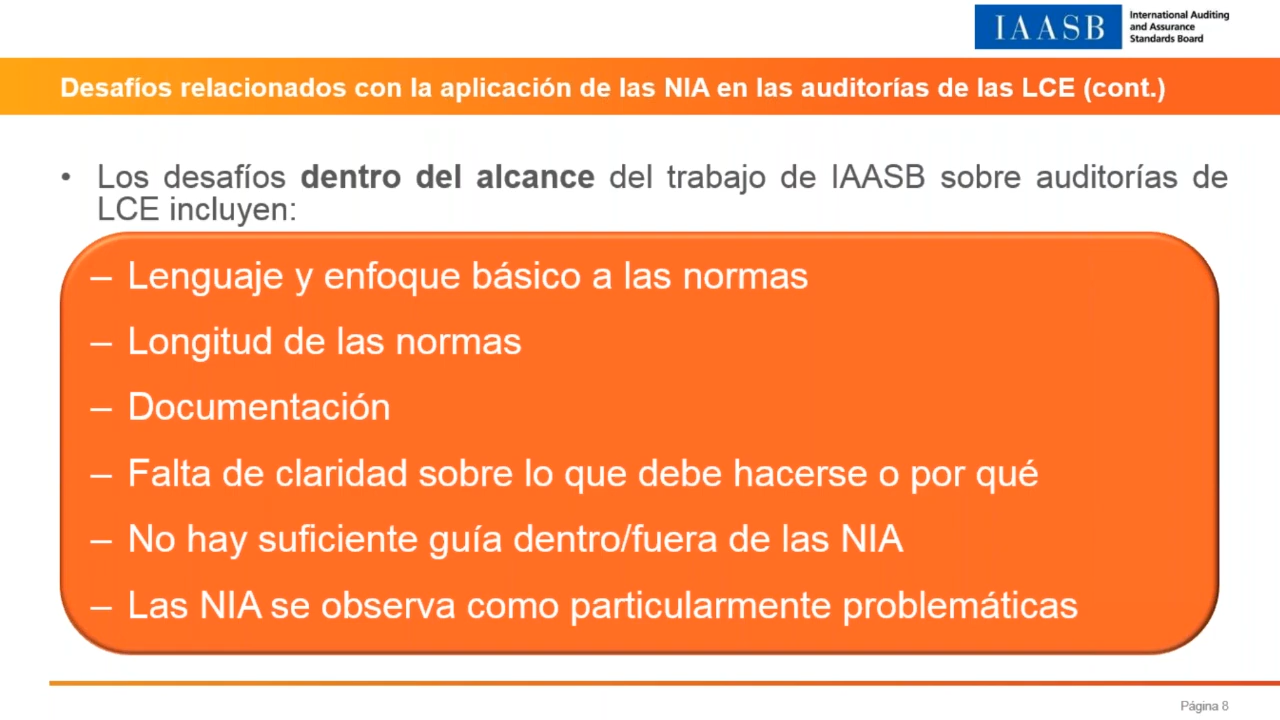 IAASB
International Auditing
and Assurance
Standards Board
Desafíos relacionados con la aplicación de las NIA en las auditorías de las LCE (cont.)
• Los desafíos dentro del alcance del trabajo de IAASB sobre auditorías de
LCE incluyen:
– Lenguaje y enfoque básico a las normas
– Longitud de las normas
– Documentación
– Falta de claridad sobre lo que debe hacerse o por qué
– No hay suficiente guía dentro/fuera de las NIA
– Las NIA se observa como particularmente problemáticas
Página 8